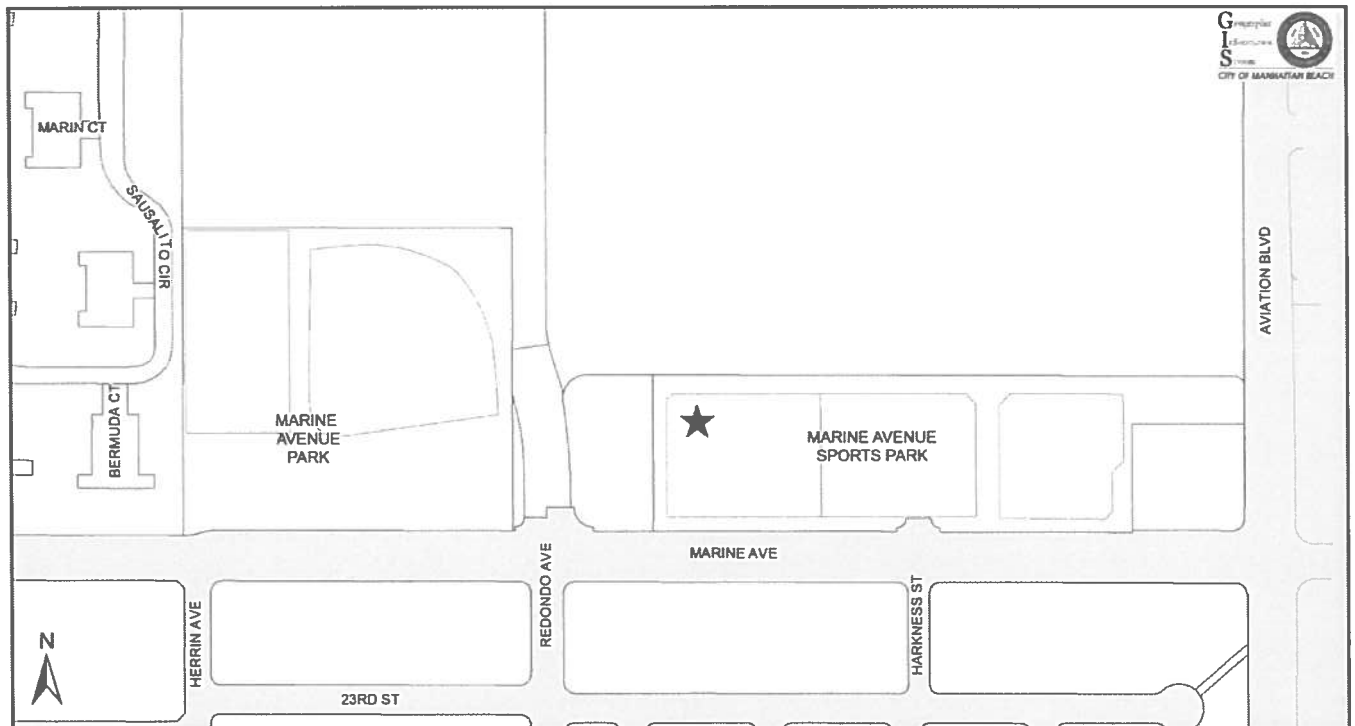 G
I
S
CITY OF MANHATTAN BEACH
MARIN CT
SAUSALITO CIR
AVIATION BLVD
BERMUDA CT
MARINE
AVENUE
PARK
MARINE AVENUE
SPORTS PARK
MARINE AVE
HERRIN AVE
REDONDO AVE
HARKNESS ST
N
23RD ST